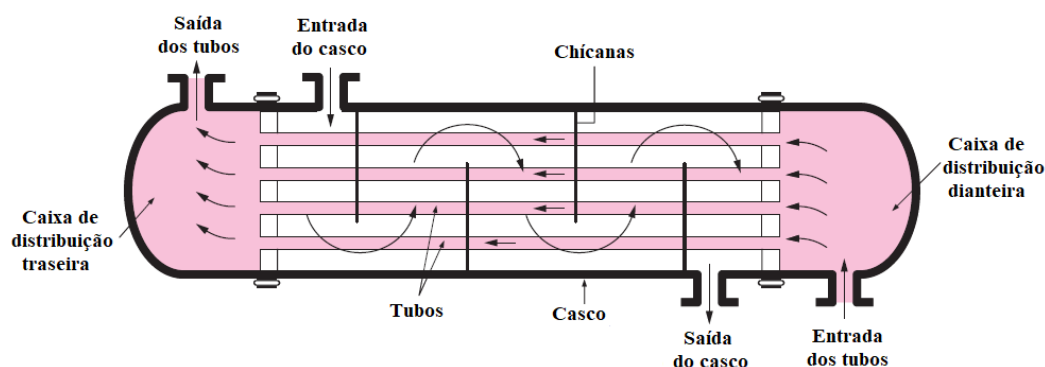 Saída
dos tubos
Entrada
do casco
Chícanas
Caixa de
distribuição
dianteira
Caixa de
distribuição
traseira
Tubos
Casco
Saída
do casco
Entrada
dos tubos